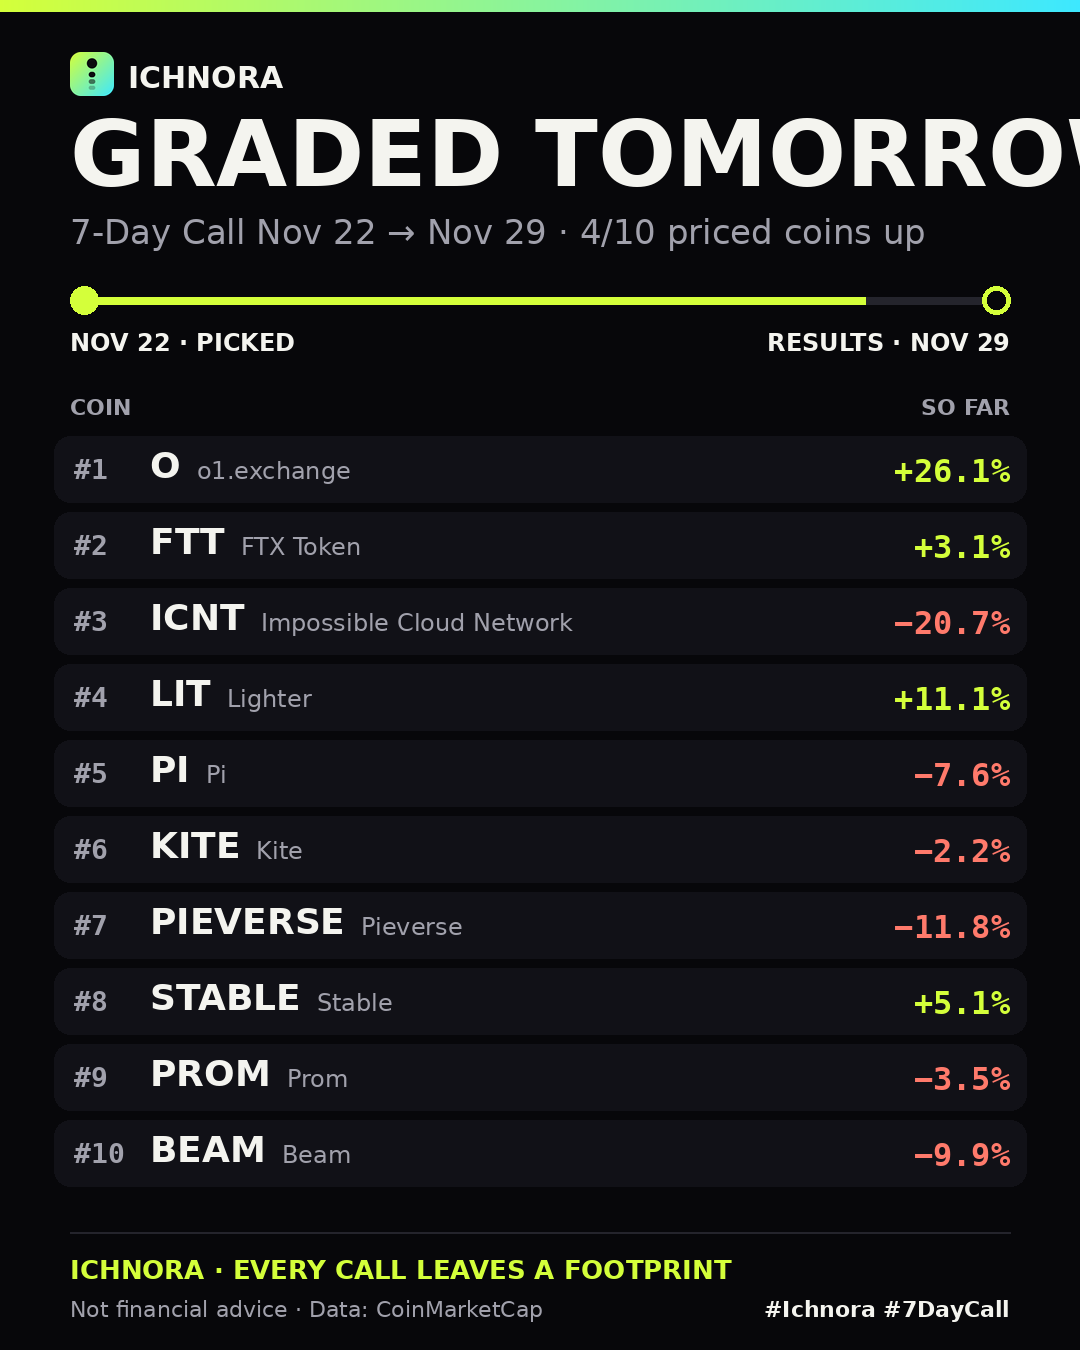 ICHNORA
GRADED TOMORROW
7-Day Call Nov 22 → Nov 29 · 4/10 priced coins up
NOV 22 · PICKED RESULTS · NOV 29
COIN SO FAR
#1 O o1.exchange +26.1%
#2 FTT FTX Token +3.1%
#3 ICNT Impossible Cloud Network −20.7%
#4 LIT Lighter +11.1%
#5 PI Pi −7.6%
#6 KITE Kite −2.2%
#7 PIEVERSE Pieverse −11.8%
#8 STABLE Stable +5.1%
#9 PROM Prom −3.5%
#10 BEAM Beam −9.9%
ICHNORA · EVERY CALL LEAVES A FOOTPRINT
Not financial advice · Data: CoinMarketCap #Ichnora #7DayCall